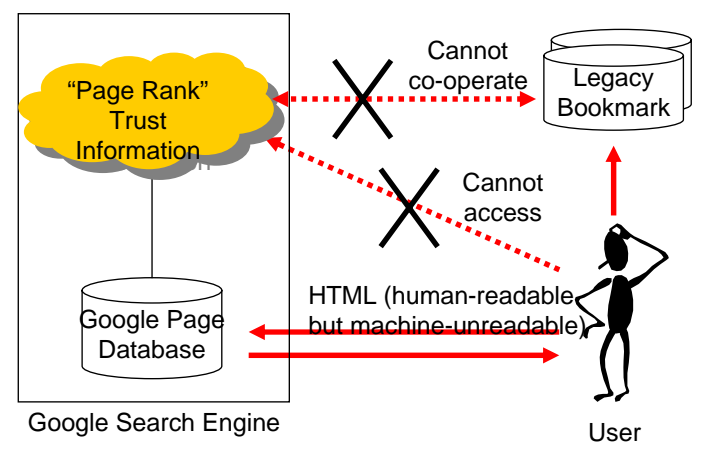 Cannot
co-operate
Legacy
Bookmark
“Page Rank”
Trust
Information
Cannot
access
HTML (human-readable
but machine-unreadable)
Google Page
Database
Google Search Engine
User